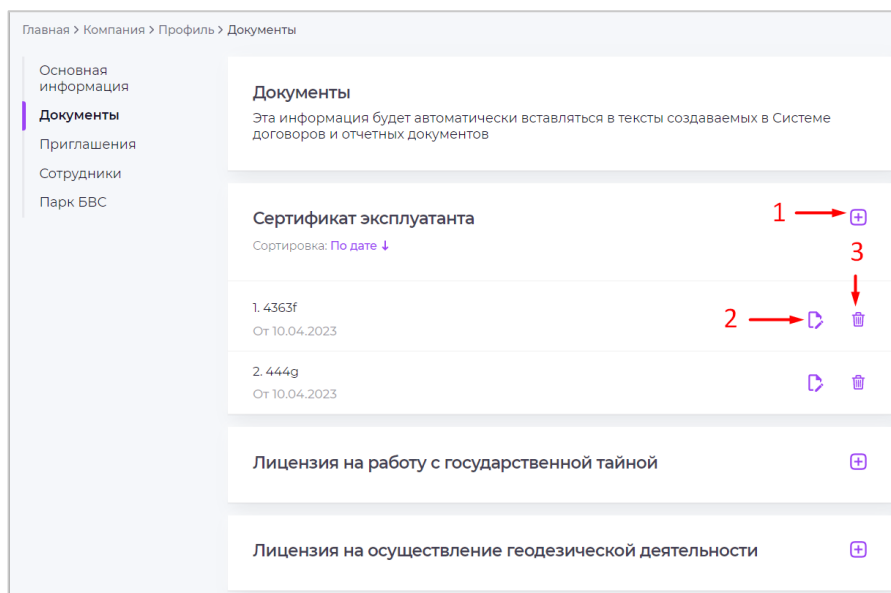 Главная > Компания > Профиль > Документы
Основная
информация
Документы
Приглашения
Сотрудники
Парк БВС
Документы
Эта информация будет автоматически вставляться в тексты создаваемых в Системе
договоров и отчетных документов
Сертификат эксплуатанта
1
Сортировка: По дате ↓
3
1. 4363f
От 10.04.2023
2
2. 444g
От 10.04.2023
Лицензия на работу с государственной тайной
Лицензия на осуществление геодезической деятельности